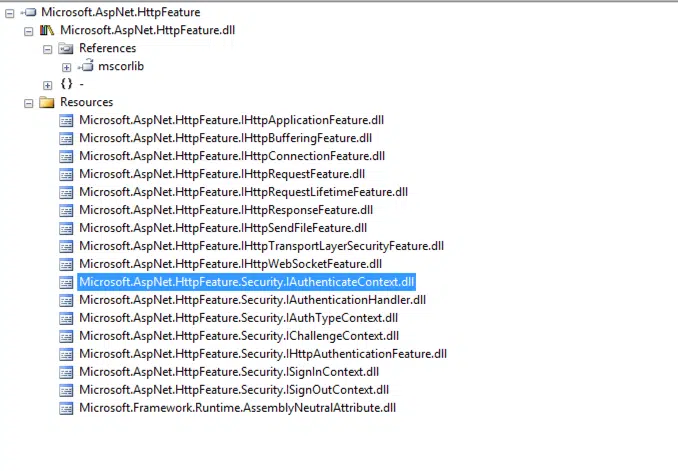 Microsoft.AspNet.HttpFeature
Microsoft.AspNet.HttpFeature.dll
References
mscorlib
{} -
Resources
Microsoft.AspNet.HttpFeature.IHttpApplicationFeature.dll
Microsoft.AspNet.HttpFeature.IHttpBufferingFeature.dll
Microsoft.AspNet.HttpFeature.IHttpConnectionFeature.dll
Microsoft.AspNet.HttpFeature.IHttpRequestFeature.dll
Microsoft.AspNet.HttpFeature.IHttpRequestLifetimeFeature.dll
Microsoft.AspNet.HttpFeature.IHttpResponseFeature.dll
Microsoft.AspNet.HttpFeature.IHttpSendFileFeature.dll
Microsoft.AspNet.HttpFeature.IHttpTransportLayerSecurityFeature.dll
Microsoft.AspNet.HttpFeature.IHttpWebSocketFeature.dll
Microsoft.AspNet.HttpFeature.Security.IAuthenticateContext.dll
Microsoft.AspNet.HttpFeature.Security.IAuthenticationHandler.dll
Microsoft.AspNet.HttpFeature.Security.IAuthTypeContext.dll
Microsoft.AspNet.HttpFeature.Security.IChallengeContext.dll
Microsoft.AspNet.HttpFeature.Security.IHttpAuthenticationFeature.dll
Microsoft.AspNet.HttpFeature.Security.ISignInContext.dll
Microsoft.AspNet.HttpFeature.Security.ISignOutContext.dll
Microsoft.Framework.Runtime.AssemblyNeutralAttribute.dll